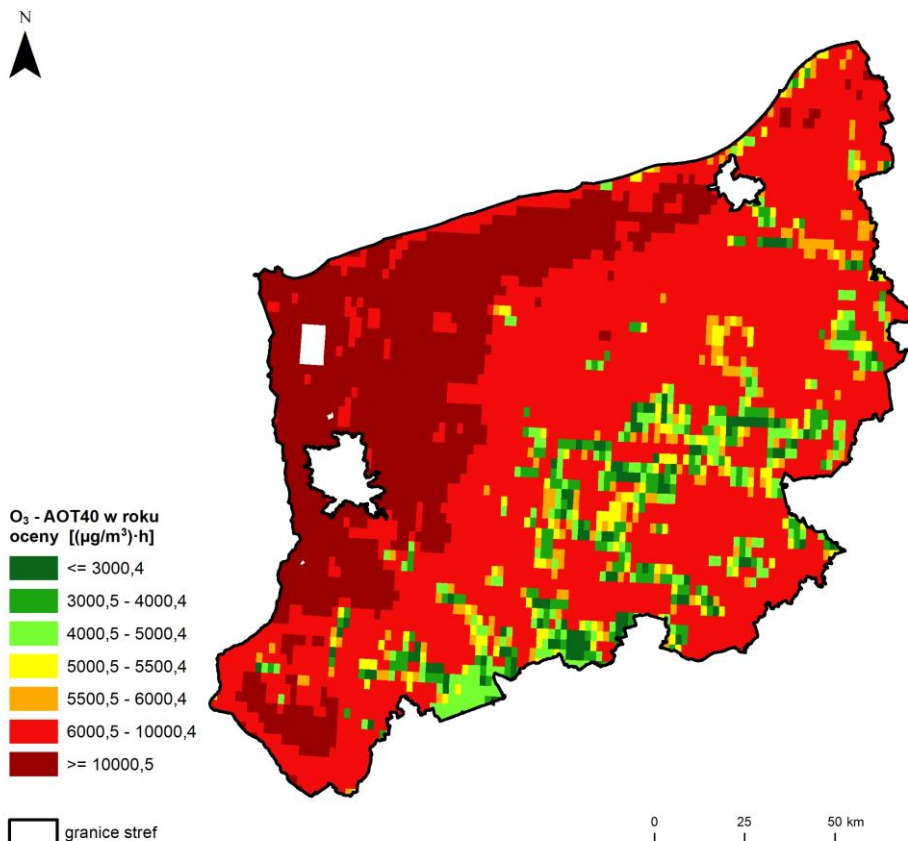 N
O₃ - AOT40 w roku
oceny [(µg/m³)·h]
<= 3000,4
3000,5 - 4000,4
4000,5 - 5000,4
5000,5 - 5500,4
5500,5 - 6000,4
6000,5 - 10000,4
>= 10000,5
granice stref
0 25 50 km